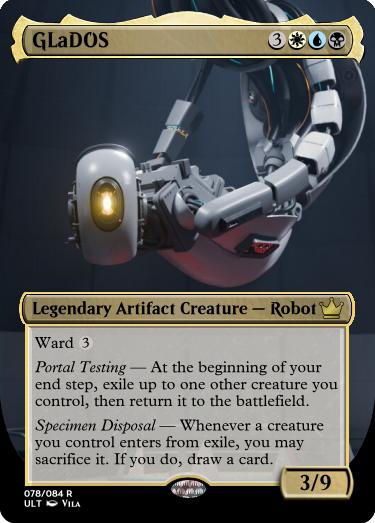 GLaDOS 3
Legendary Artifact Creature — Robot
Ward 3
Portal Testing — At the beginning of your
end step, exile up to one other creature you
control, then return it to the battlefield.
Specimen Disposal — Whenever a creature
you control enters from exile, you may
sacrifice it. If you do, draw a card.
3/9
078/084 R
ULT Vila